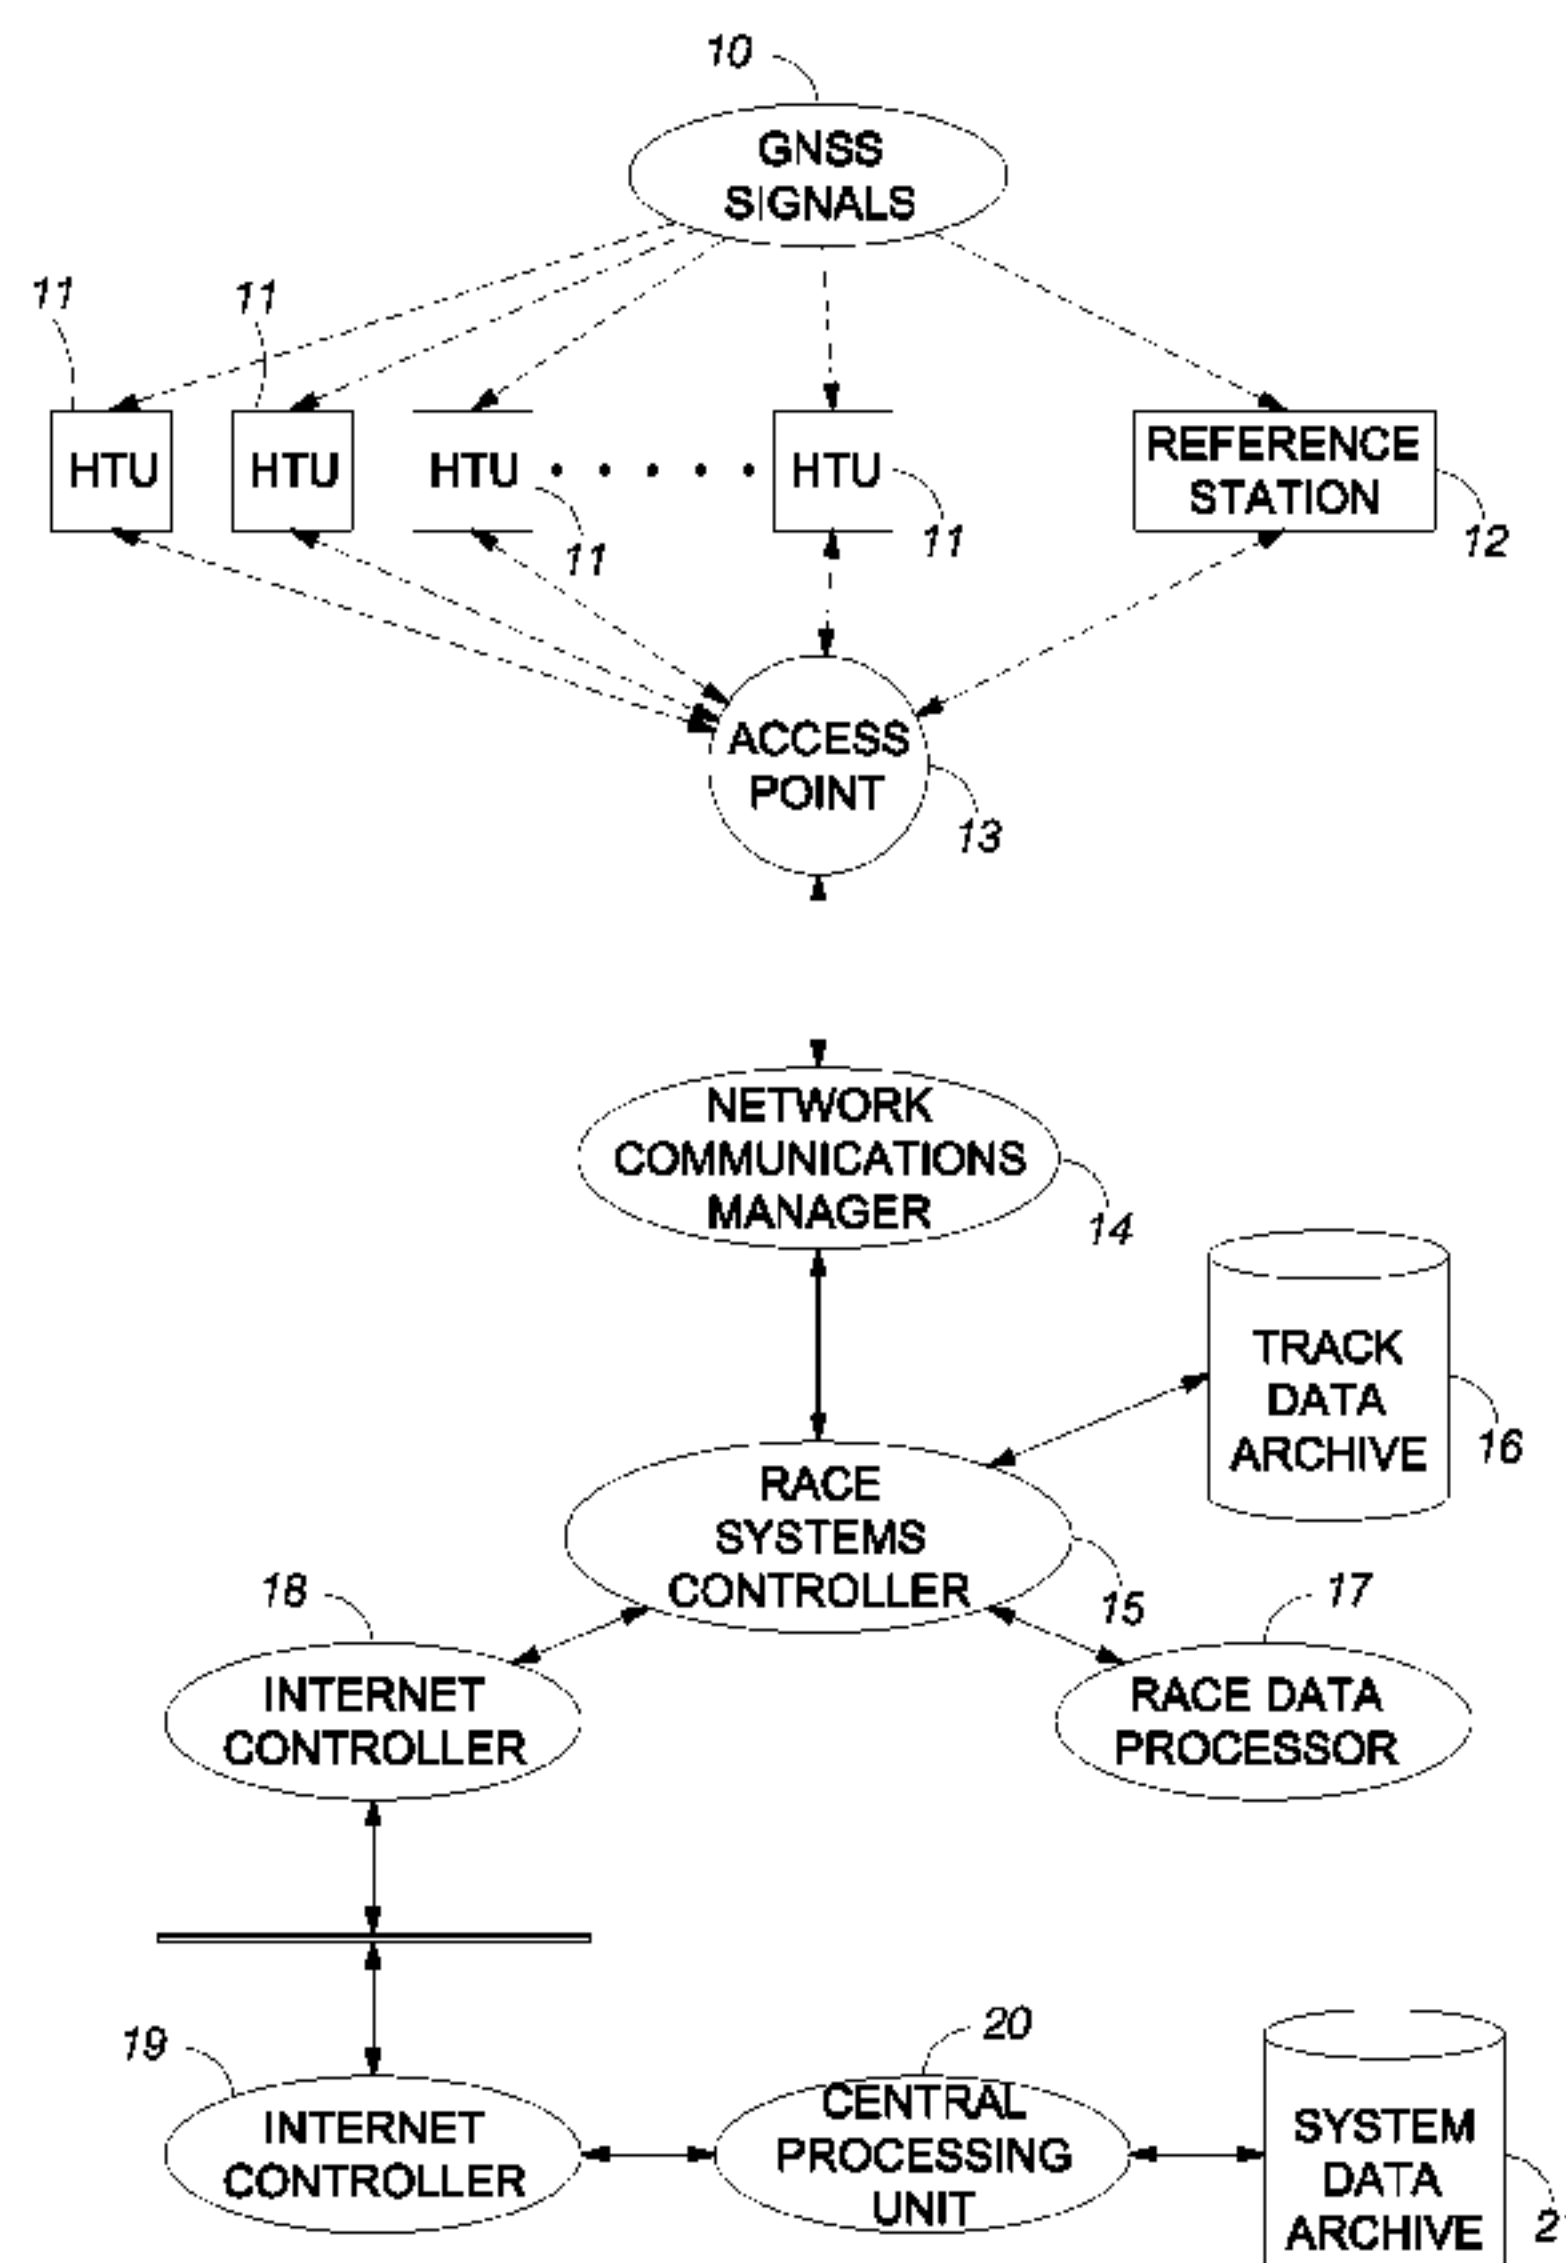 10
GNSS
SIGNALS
11
11
HTU
HTU
HTU
HTU
REFERENCE
STATION
11
11
12
ACCESS
POINT
13
NETWORK
COMMUNICATIONS
MANAGER
14
TRACK
DATA
ARCHIVE
16
RACE
SYSTEMS
CONTROLLER
15
18
17
INTERNET
CONTROLLER
RACE DATA
PROCESSOR
19
20
INTERNET
CONTROLLER
CENTRAL
PROCESSING
UNIT
SYSTEM
DATA
ARCHIVE